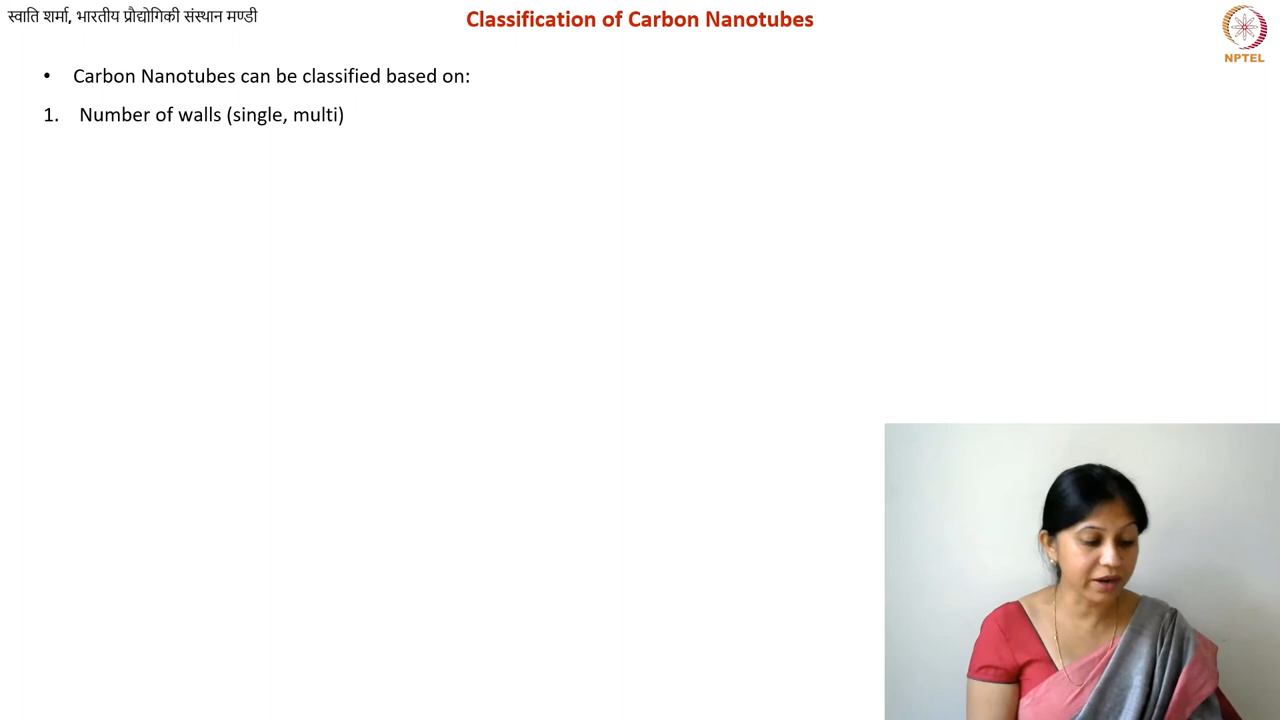 स्वाति शर्मा, भारतीय प्रौद्योगिकी संस्थान मण्डी
Classification of Carbon Nanotubes
NPTEL
• Carbon Nanotubes can be classified based on:
1. Number of walls (single, multi)